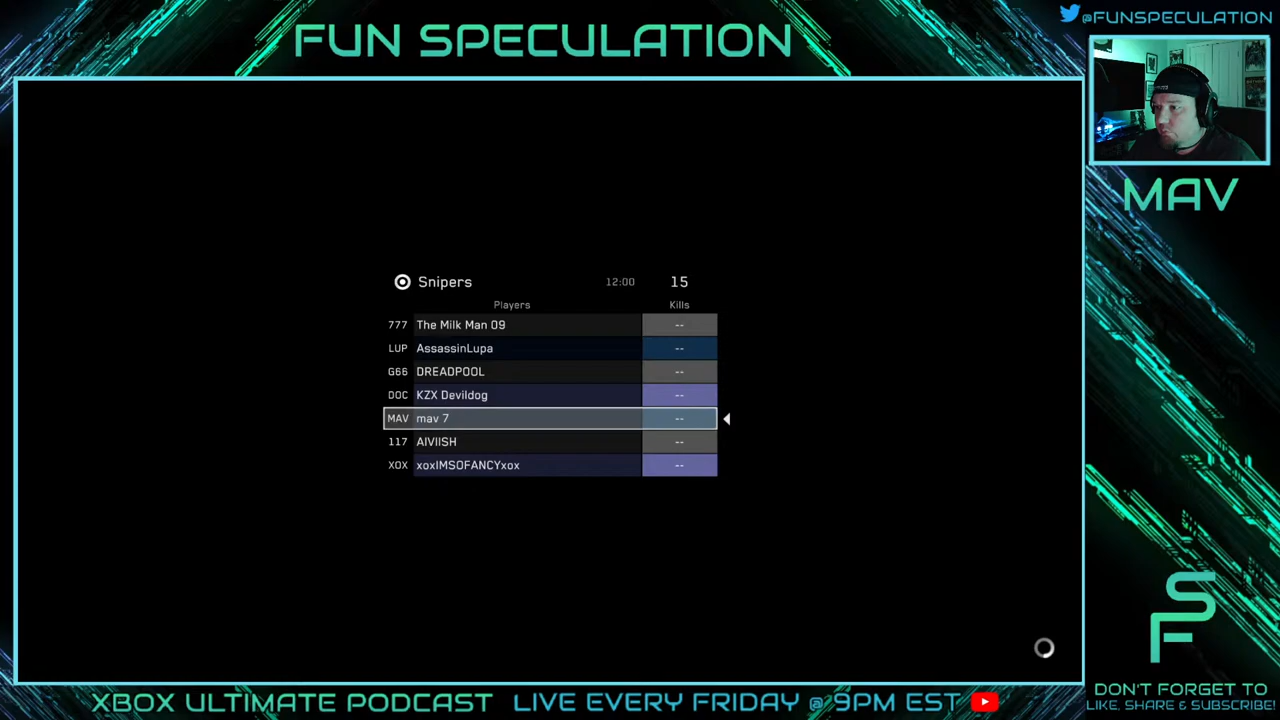 FUN SPECULATION
@FUNSPECULATION
MAV
Snipers 12:00 15
Players Kills
777 The Milk Man 09 --
LUP AssassinLupa --
G66 DREADPOOL --
DOC KZX Devildog --
MAV mav 7 --
117 AIVIISH --
XOX xoxIMSOFANCYxox --
SF
DON'T FORGET TO
LIKE, SHARE & SUBSCRIBE!
XBOX ULTIMATE PODCAST LIVE EVERY FRIDAY @ 9PM EST